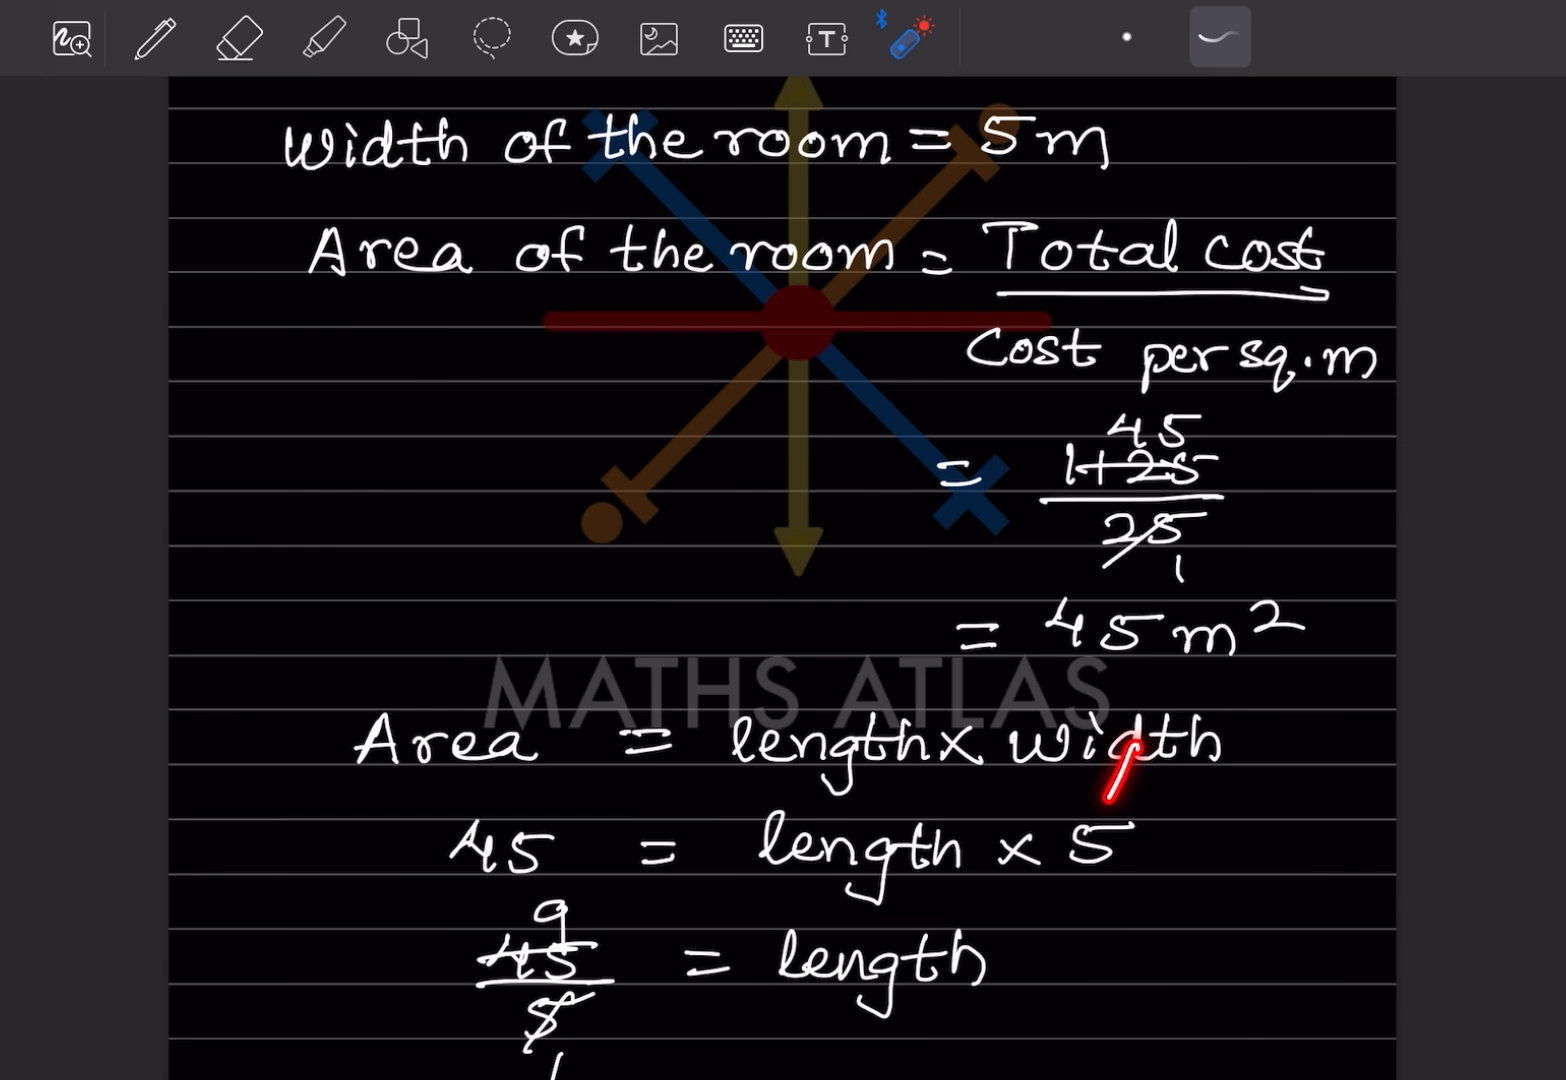 Width of the room = 5m
Area of the room = Total cost
Cost per sq.m
45
= 1125
25
1
= 45 m²
MATHS ATLAS
Area = length x width
45 = length x 5
9
45 = length
5
1